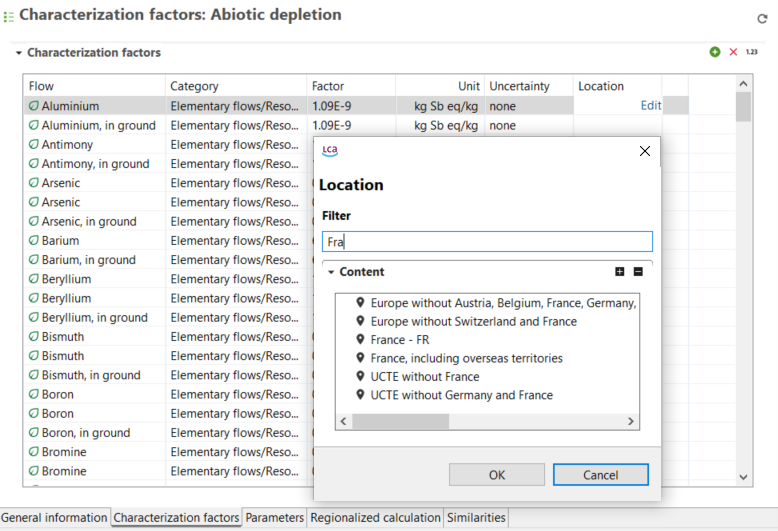 Characterization factors: Abiotic depletion
Characterization factors
1.23
Flow Category Factor Unit Uncertainty Location
Aluminium Elementary flows/Reso... 1.09E-9 kg Sb eq/kg none Edit
Aluminium, in ground Elementary flows/Reso... 1.09E-9 kg Sb eq/kg none
Antimony Elementary flows/Reso...
Antimony, in ground Elementary flows/Reso...
Arsenic Elementary flows/Reso...
Arsenic Elementary flows/Reso...
Arsenic, in ground Elementary flows/Reso...
Barium Elementary flows/Reso...
Barium, in ground Elementary flows/Reso...
Beryllium Elementary flows/Reso...
Beryllium Elementary flows/Reso...
Beryllium, in ground Elementary flows/Reso...
Bismuth Elementary flows/Reso...
Bismuth Elementary flows/Reso...
Bismuth, in ground Elementary flows/Reso...
Boron Elementary flows/Reso...
Boron Elementary flows/Reso...
Boron, in ground Elementary flows/Reso...
Bromine Elementary flows/Reso...
Bromine Elementary flows/Reso...
LCA
Location
Filter
Fra
Content
Europe without Austria, Belgium, France, Germany,
Europe without Switzerland and France
France - FR
France, including overseas territories
UCTE without France
UCTE without Germany and France
OK Cancel
General information Characterization factors Parameters Regionalized calculation Similarities